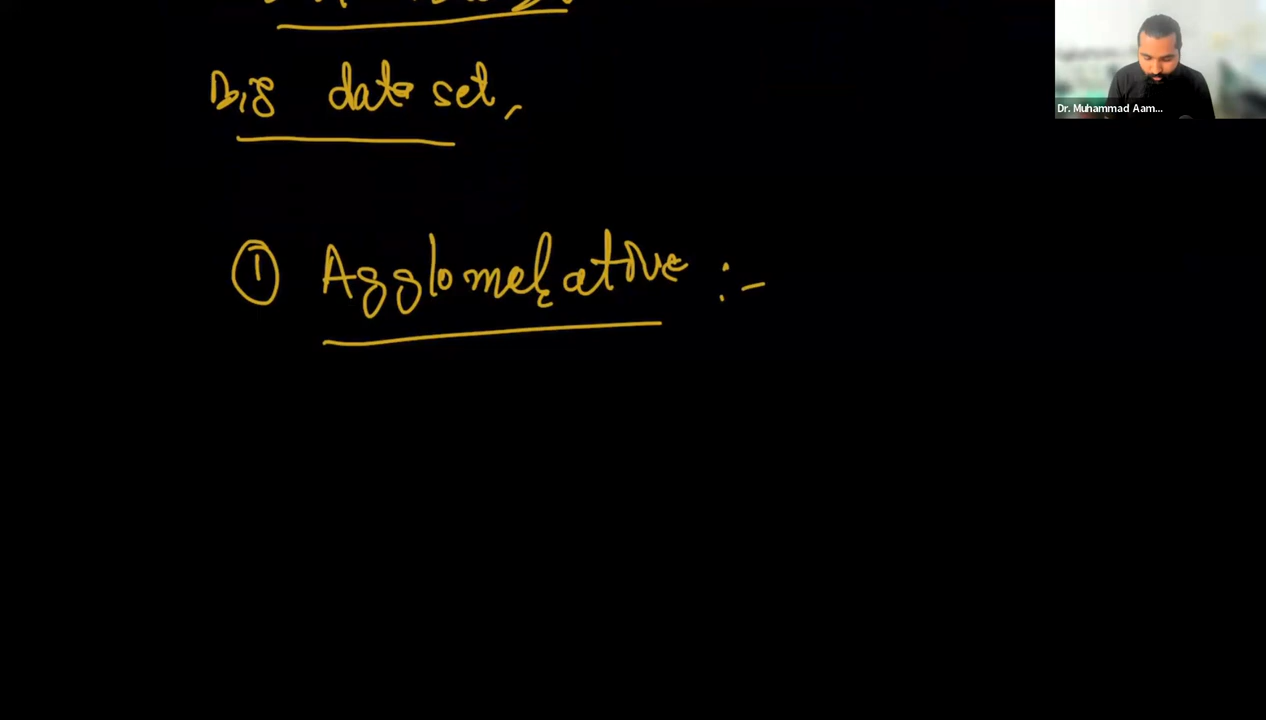 Dr. Muhammad Aam...
Big data set,
① Agglomerative :-